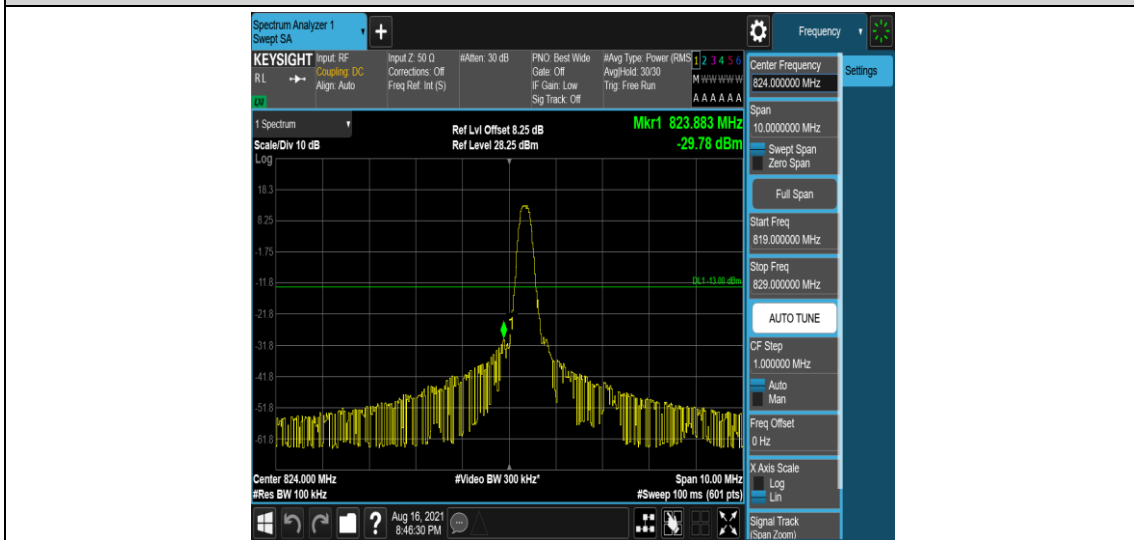 Spectrum Analyzer 1
Swept SA
+
Frequency
KEYSIGHT
RL
LXI
Input: RF
Coupling: DC
Align: Auto
Input Z: 50 Ω
Corrections: Off
Freq Ref: Int (S)
#Atten: 30 dB
PNO: Best Wide
Gate: Off
IF Gain: Low
Sig Track: Off
#Avg Type: Power (RMS
Avg|Hold: 30/30
Trig: Free Run
1 2 3 4 5 6
M W W W W W
A A A A A A
Center Frequency
824.000000 MHz
Settings
1 Spectrum
Scale/Div 10 dB
Ref Lvl Offset 8.25 dB
Ref Level 28.25 dBm
Mkr1 823.883 MHz
-29.78 dBm
Log
18.3
8.25
-1.75
-11.8
-21.8
-31.8
-41.8
-51.8
-61.8
DL1 -13.00 dBm
1
Span
10.0000000 MHz
Swept Span
Zero Span
Full Span
Start Freq
819.000000 MHz
Stop Freq
829.000000 MHz
AUTO TUNE
CF Step
1.000000 MHz
Auto
Man
Freq Offset
0 Hz
X Axis Scale
Log
Lin
Signal Track
(Span Zoom)
Center 824.000 MHz
#Video BW 300 kHz*
Span 10.00 MHz
#Res BW 100 kHz
#Sweep 100 ms (601 pts)
?
Aug 16, 2021
8:46:30 PM